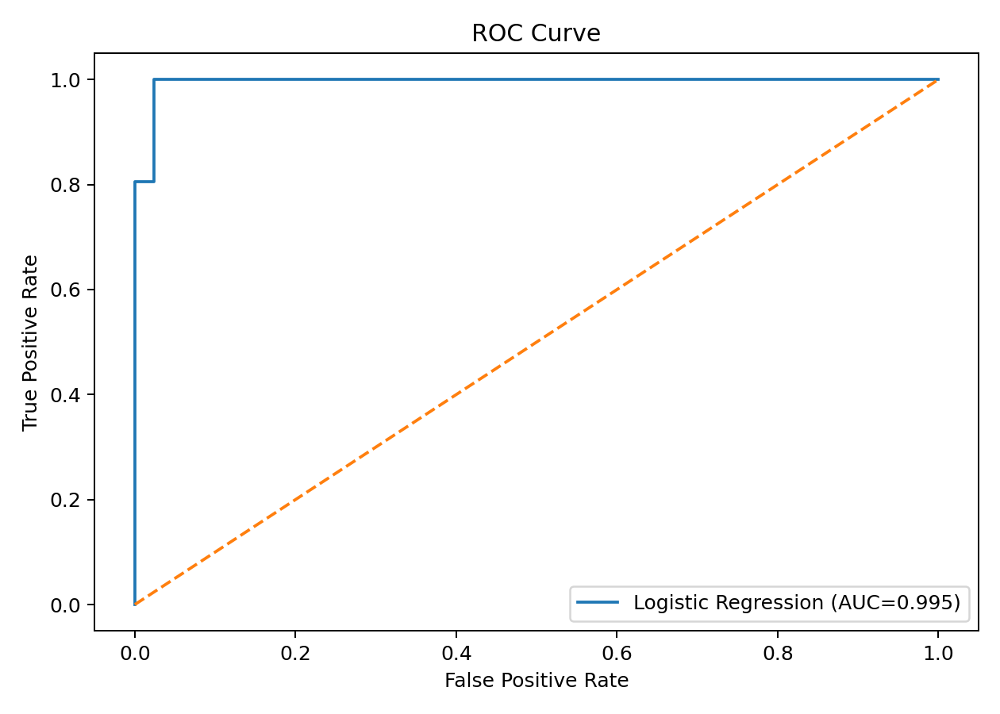 ROC Curve
True Positive Rate
1.0
0.8
0.6
0.4
0.2
0.0
Logistic Regression (AUC=0.995)
0.0 0.2 0.4 0.6 0.8 1.0
False Positive Rate